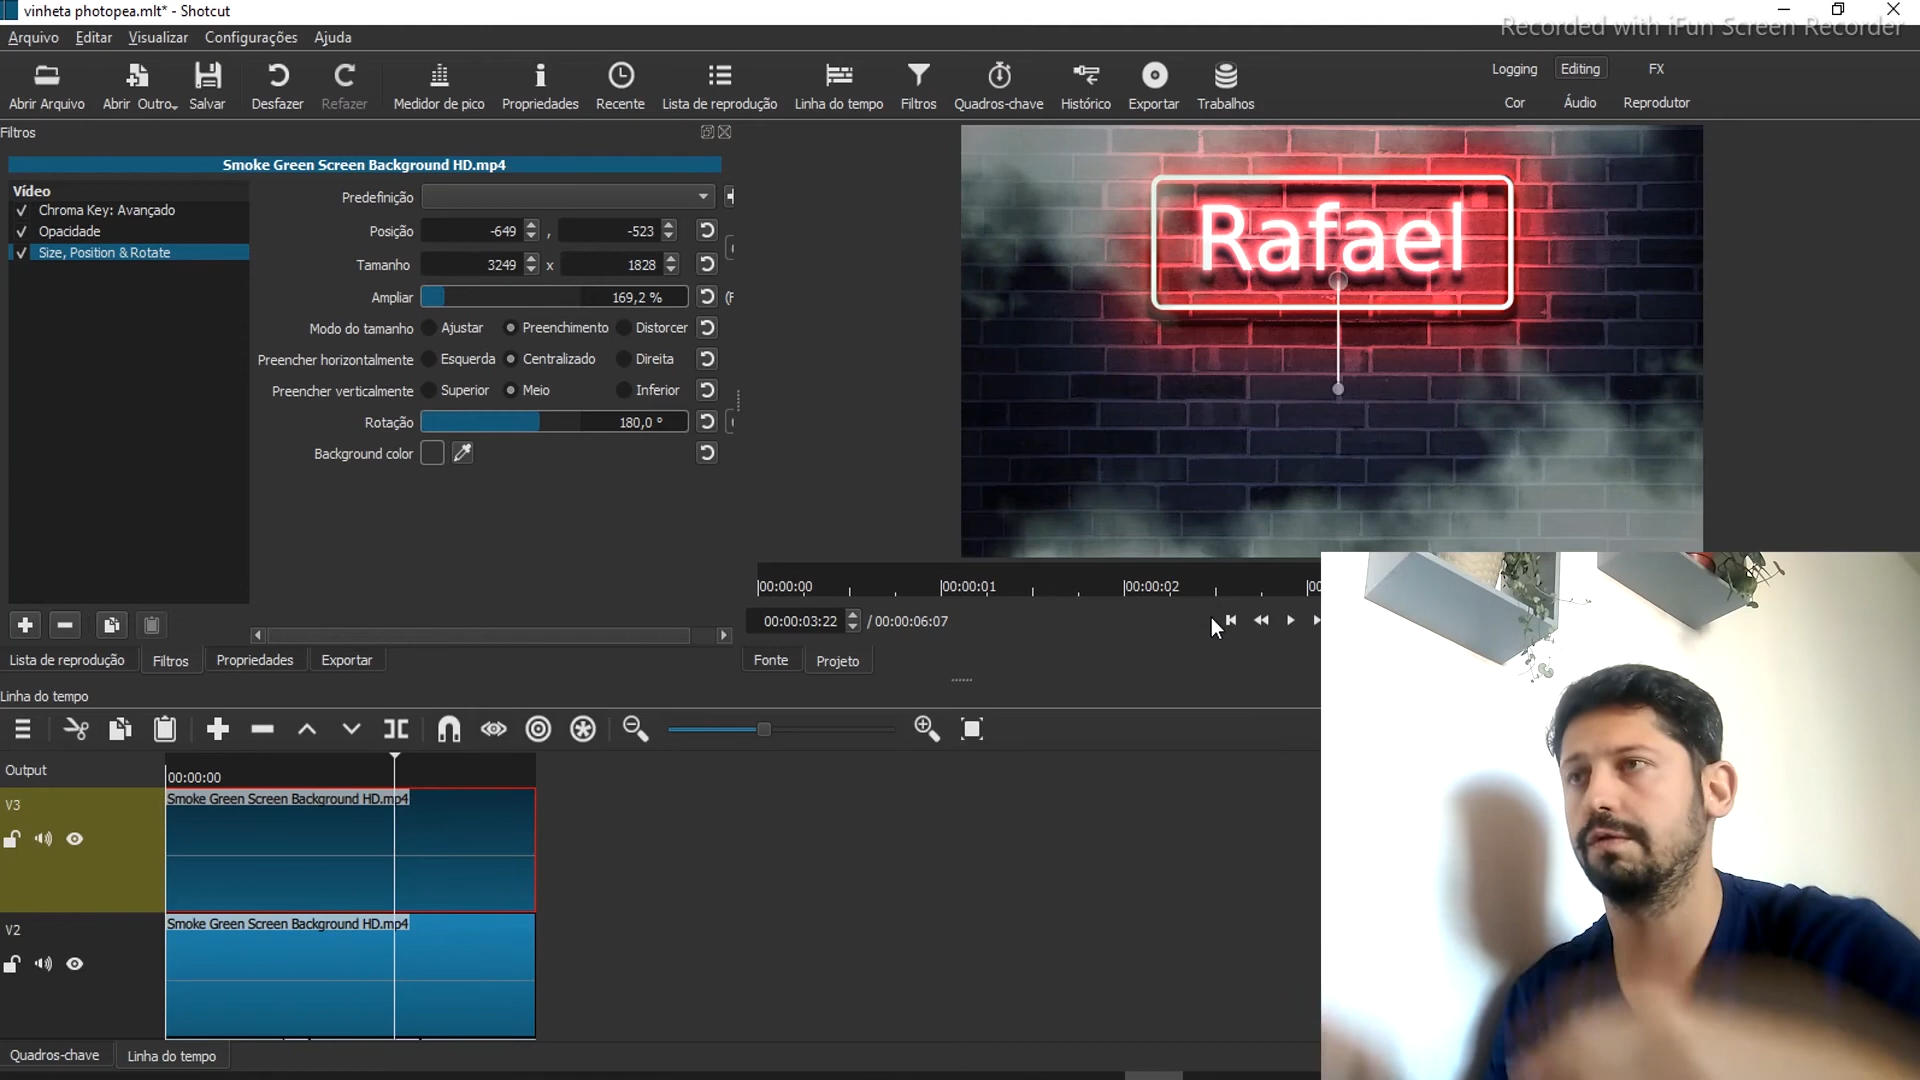 vinheta photopea.mlt* - Shotcut
Recorded with iFun Screen Recorder
Arquivo Editar Visualizar Configurações Ajuda
Abrir Arquivo Abrir Outro... Salvar Desfazer Refazer Medidor de pico Propriedades Recente Lista de reprodução Linha do tempo Filtros Quadros-chave Histórico Exportar Trabalhos
Logging Editing FX
Cor Áudio Reprodutor
Filtros
Smoke Green Screen Background HD.mp4
Vídeo
Chroma Key: Avançado
Opacidade
Size, Position & Rotate
Predefinição
Posição -649 , -523
Tamanho 3249 x 1828
Ampliar 169,2 %
Modo do tamanho Ajustar Preenchimento Distorcer
Preencher horizontalmente Esquerda Centralizado Direita
Preencher verticalmente Superior Meio Inferior
Rotação 180,0 °
Background color
Rafael
00:00:00 00:00:01 00:00:02
00:00:03:22 / 00:00:06:07
Lista de reprodução Filtros Propriedades Exportar
Fonte Projeto
Linha do tempo
Output
00:00:00
V3
Smoke Green Screen Background HD.mp4
V2
Smoke Green Screen Background HD.mp4
Quadros-chave Linha do tempo